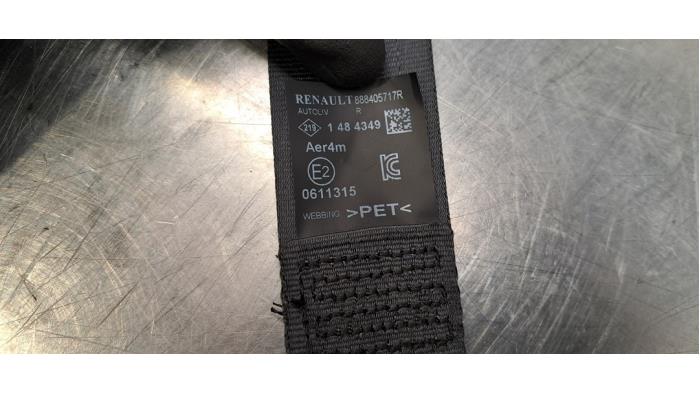 RENAULT 888405717R
AUTOLIV R
219 1 48 4349
Aer4m
E2
0611315
WEBBING >PET<